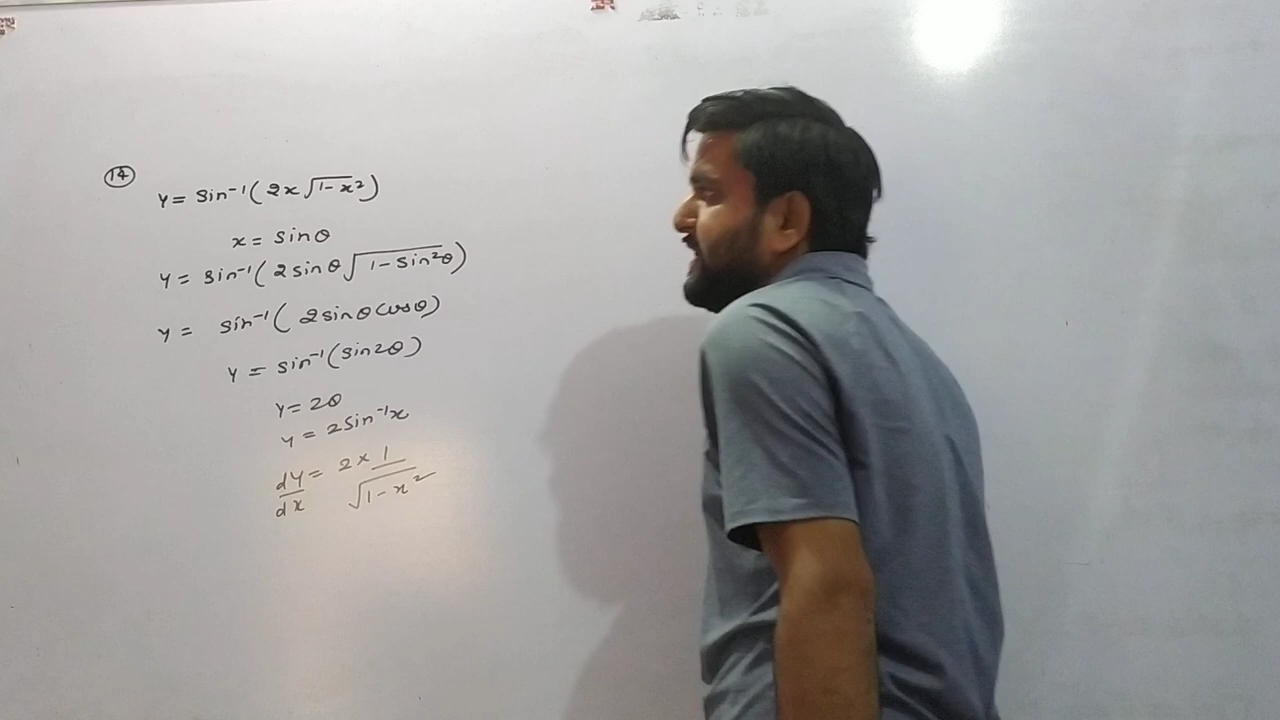 14
y = sin⁻¹(2x√(1-x²))
x = sinθ
y = sin⁻¹(2sinθ√(1-sin²θ))
y = sin⁻¹(2sinθcosθ)
y = sin⁻¹(sin2θ)
y = 2θ
y = 2sin⁻¹x
dy/dx = 2×1/√(1-x²)